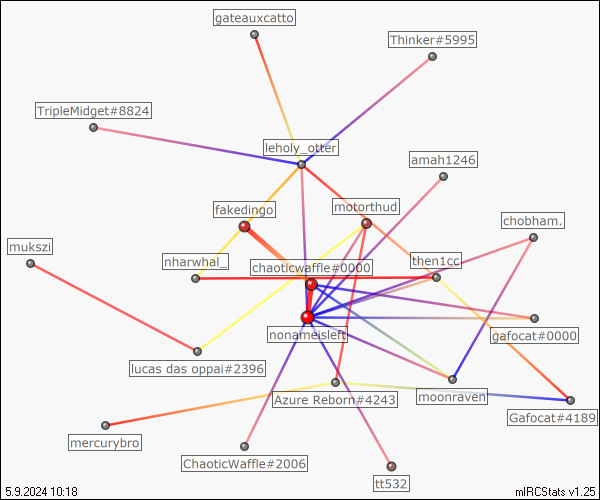 gateauxcatto
Thinker#5995
TripleMidget#8824
leholy_otter
amah1246
fakedingo
motorthud
chobham.
mukszi
nharwhal_
chaoticwaffle#0000
then1cc
nonameisleft
gafocat#0000
lucas das oppai#2396
Azure Reborn#4243
moonraven
Gafocat#4189
mercurybro
ChaoticWaffle#2006
tt532
5.9.2024 10:18
mIRCStats v1.25